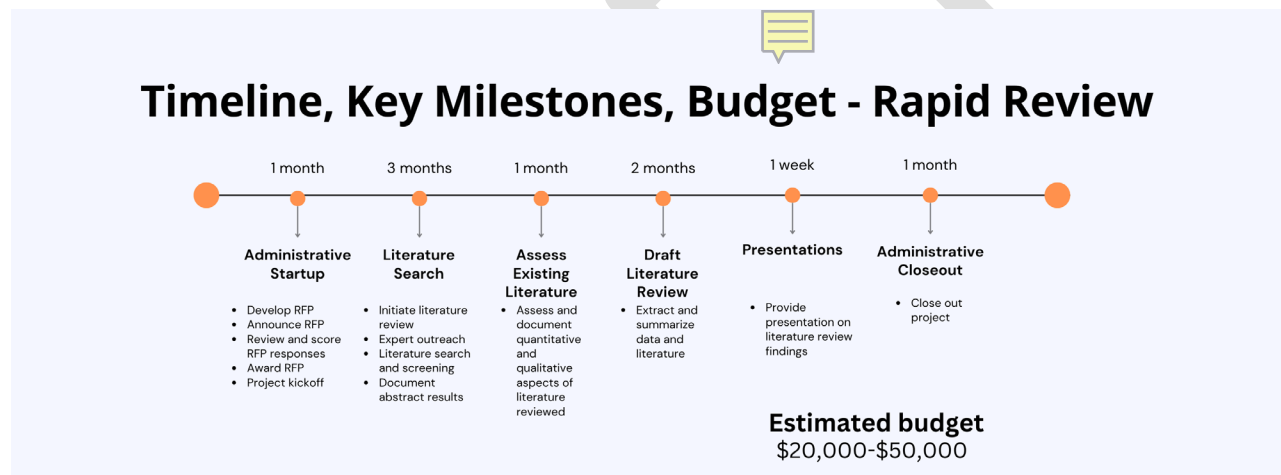 Timeline, Key Milestones, Budget - Rapid Review
1 month
3 months
1 month
2 months
1 week
1 month
Administrative
Startup
• Develop RFP
• Announce RFP
• Review and score
RFP responses
• Award RFP
• Project kickoff
Literature
Search
• Initiate literature
review
• Expert outreach
• Literature search
and screening
• Document
abstract results
Assess
Existing
Literature
• Assess and
document
quantitative
and
qualitative
aspects of
literature
reviewed
Draft
Literature
Review
• Extract and
summarize
data and
literature
Presentations
• Provide
presentation on
literature review
findings
Administrative
Closeout
• Close out
project
Estimated budget
$20,000-$50,000